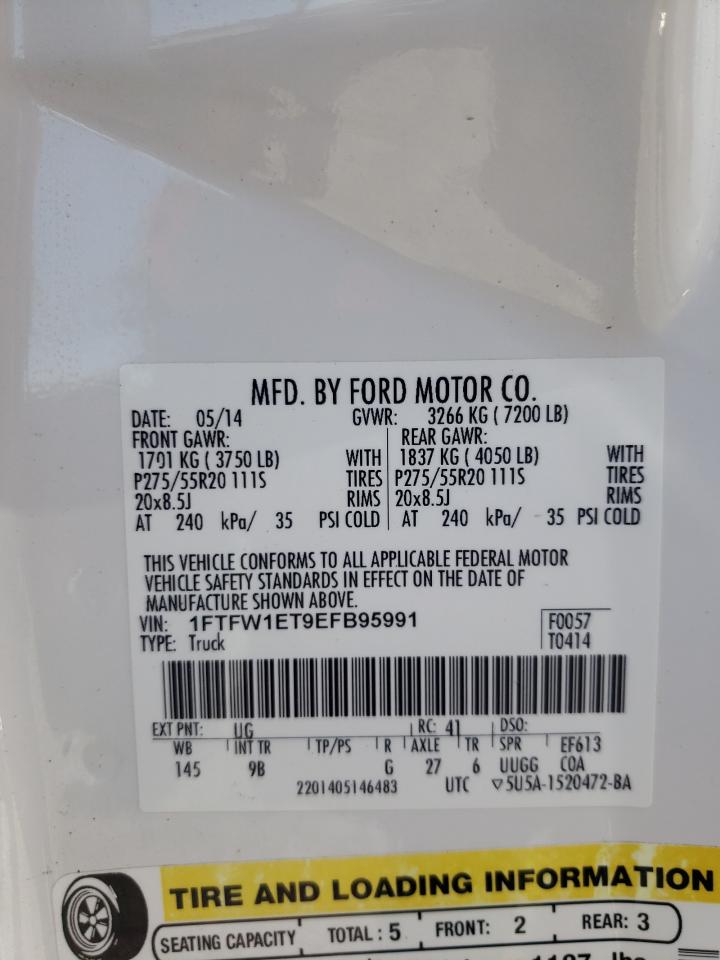 MFD. BY FORD MOTOR CO.
DATE: 05/14 GVWR: 3266 KG ( 7200 LB)
FRONT GAWR: REAR GAWR:
1701 KG ( 3750 LB) WITH 1837 KG ( 4050 LB) WITH
P275/55R20 111S TIRES P275/55R20 111S TIRES
20x8.5J RIMS 20x8.5J RIMS
AT 240 kPa/ 35 PSI COLD AT 240 kPa/ 35 PSI COLD
THIS VEHICLE CONFORMS TO ALL APPLICABLE FEDERAL MOTOR
VEHICLE SAFETY STANDARDS IN EFFECT ON THE DATE OF
MANUFACTURE SHOWN ABOVE.
VIN: 1FTFW1ET9EFB95991 F0057
TYPE: Truck T0414
EXT PNT: UG RC: 41 DSO:
WB INT TR TP/PS R AXLE TR SPR EF613
145 9B G 27 6 UUGG COA
2201405146483 UTC ▽5U5A-1520472-BA
TIRE AND LOADING INFORMATION
SEATING CAPACITY TOTAL : 5 FRONT: 2 REAR: 3